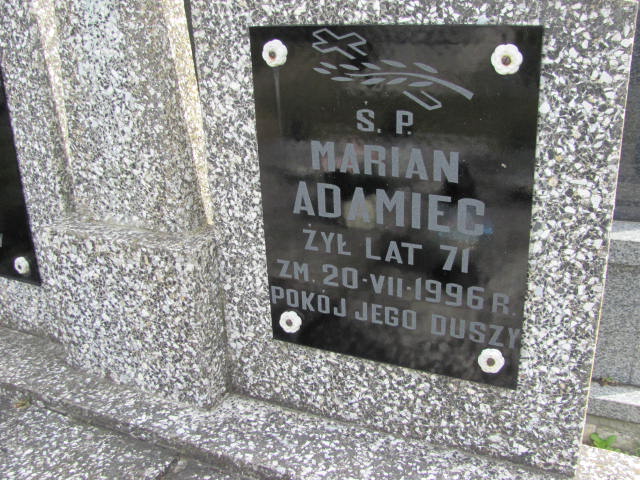 Ś. P.
MARIAN
ADAMIEC
ŻYŁ LAT 71
ZM. 20·VII·1996 R.
POKÓJ JEGO DUSZY